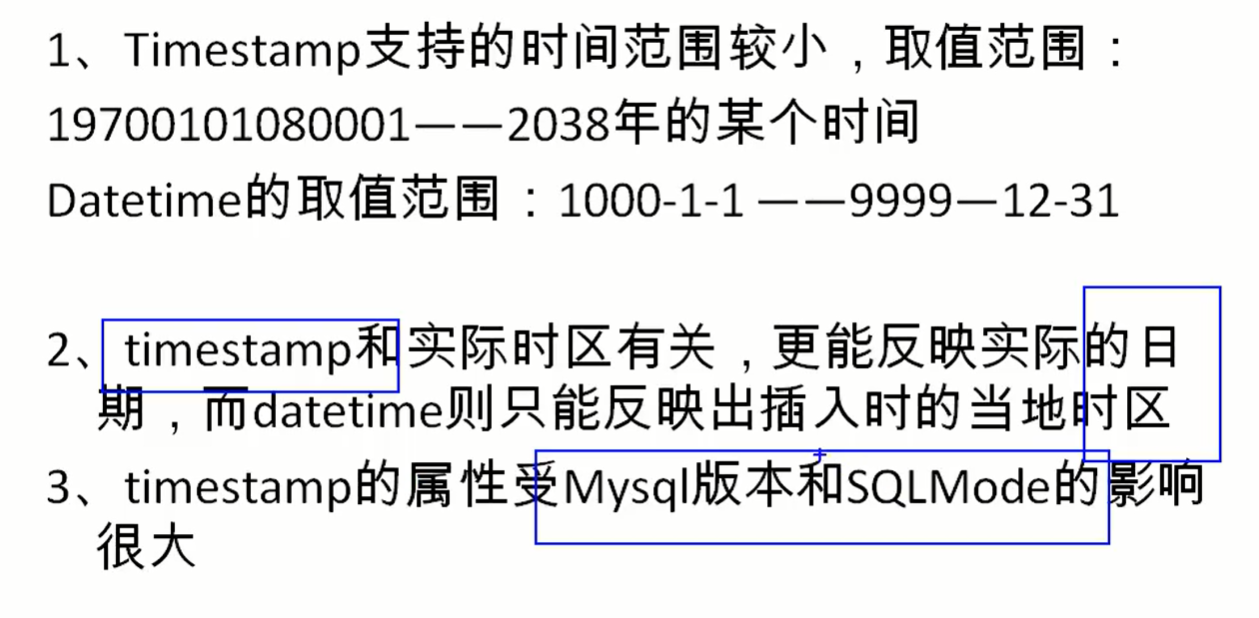 1、Timestamp支持的时间范围较小，取值范围：
19700101080001——2038年的某个时间
Datetime的取值范围：1000-1-1 ——9999—12-31
2、timestamp和实际时区有关，更能反映实际的日
期，而datetime则只能反映出插入时的当地时区
3、timestamp的属性受Mysql版本和SQLMode的影响
很大